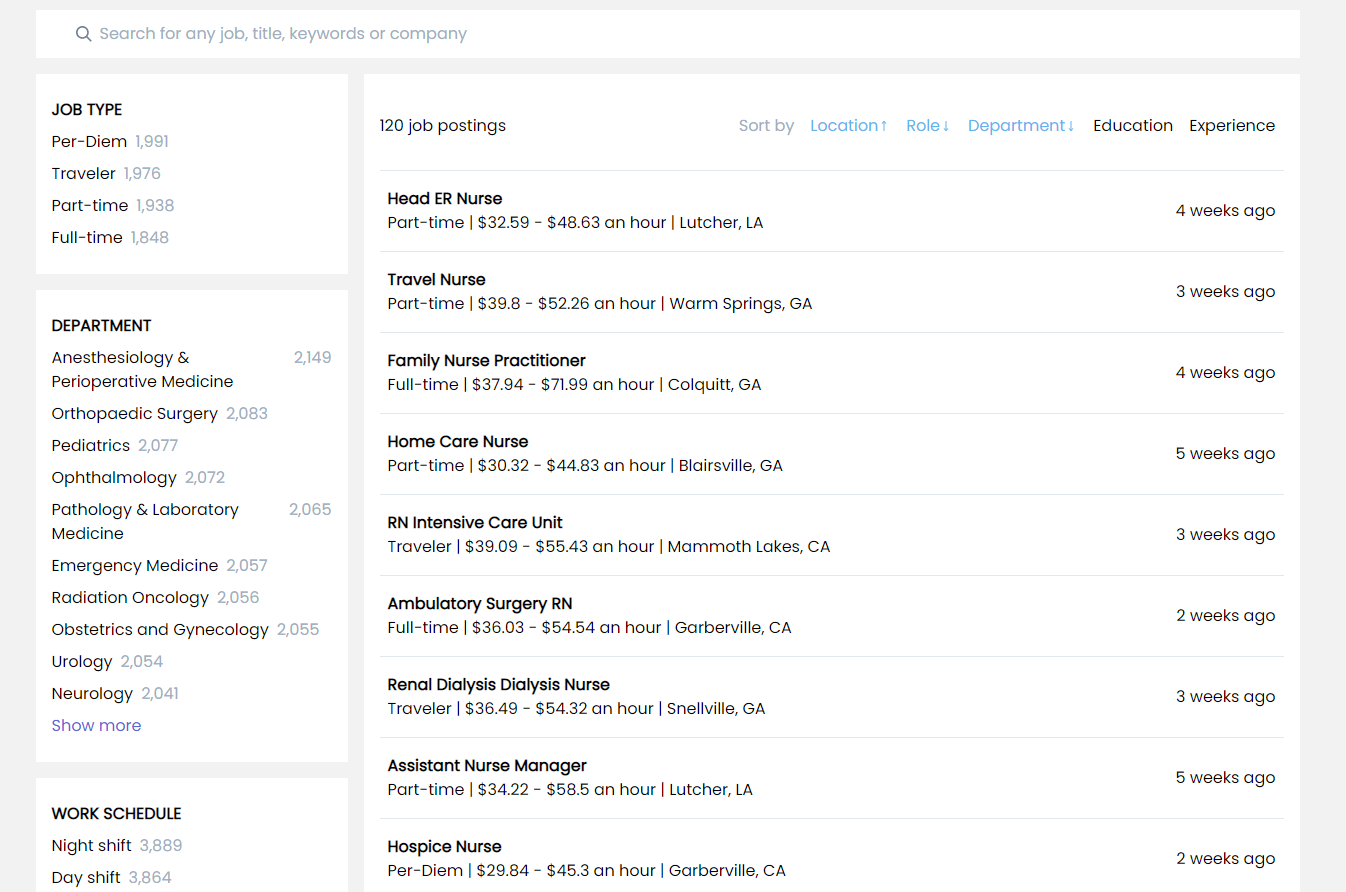 Search for any job, title, keywords or company
JOB TYPE
Per-Diem 1,991
Traveler 1,976
Part-time 1,938
Full-time 1,848
DEPARTMENT
Anesthesiology & 2,149
Perioperative Medicine
Orthopaedic Surgery 2,083
Pediatrics 2,077
Ophthalmology 2,072
Pathology & Laboratory 2,065
Medicine
Emergency Medicine 2,057
Radiation Oncology 2,056
Obstetrics and Gynecology 2,055
Urology 2,054
Neurology 2,041
Show more
WORK SCHEDULE
Night shift 3,889
Day shift 3,864
120 job postings Sort by Location↑ Role↓ Department↓ Education Experience
Head ER Nurse
Part-time | $32.59 - $48.63 an hour | Lutcher, LA
4 weeks ago
Travel Nurse
Part-time | $39.8 - $52.26 an hour | Warm Springs, GA
3 weeks ago
Family Nurse Practitioner
Full-time | $37.94 - $71.99 an hour | Colquitt, GA
4 weeks ago
Home Care Nurse
Part-time | $30.32 - $44.83 an hour | Blairsville, GA
5 weeks ago
RN Intensive Care Unit
Traveler | $39.09 - $55.43 an hour | Mammoth Lakes, CA
3 weeks ago
Ambulatory Surgery RN
Full-time | $36.03 - $54.54 an hour | Garberville, CA
2 weeks ago
Renal Dialysis Dialysis Nurse
Traveler | $36.49 - $54.32 an hour | Snellville, GA
3 weeks ago
Assistant Nurse Manager
Part-time | $34.22 - $58.5 an hour | Lutcher, LA
5 weeks ago
Hospice Nurse
Per-Diem | $29.84 - $45.3 an hour | Garberville, CA
2 weeks ago